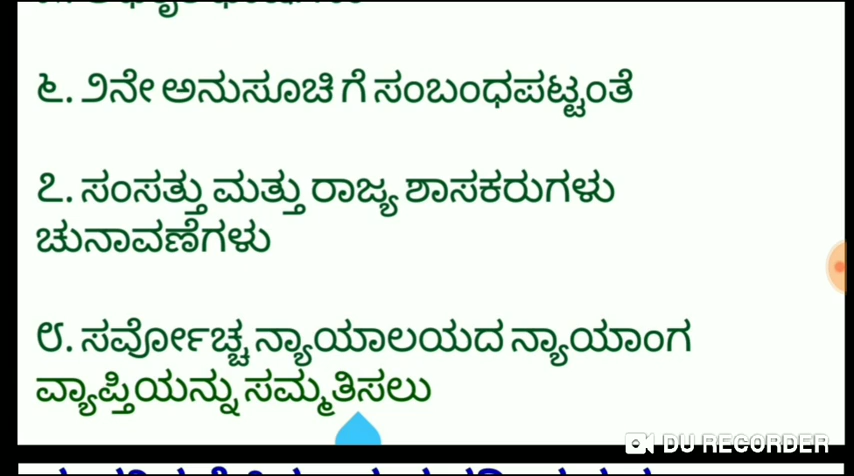 ೬. ೨ನೇ ಅನುಸೂಚಿ ಗೆ ಸಂಬಂಧಪಟ್ಟಂತೆ
೭. ಸಂಸತ್ತು ಮತ್ತು ರಾಜ್ಯ ಶಾಸಕರುಗಳು
ಚುನಾವಣೆಗಳು
೮. ಸರ್ವೋಚ್ಚ ನ್ಯಾಯಾಲಯದ ನ್ಯಾಯಾಂಗ
ವ್ಯಾಪ್ತಿಯನ್ನು ಸಮ್ಮತಿಸಲು
DU RECORDER